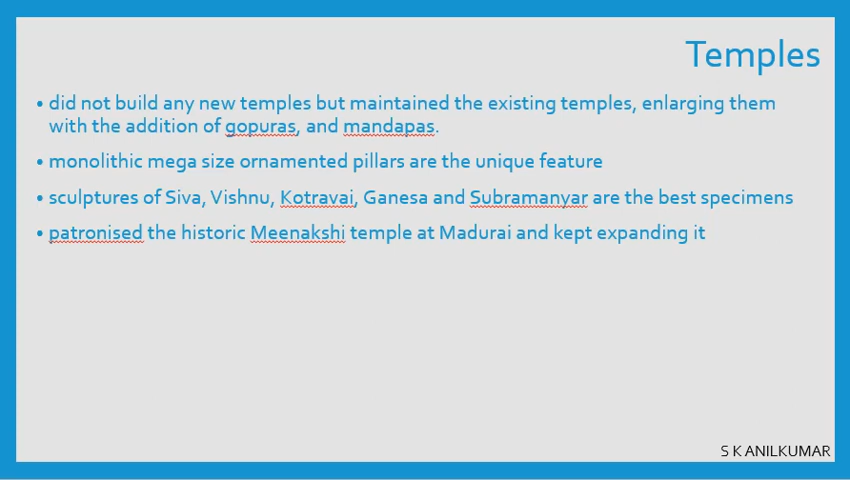 Temples
• did not build any new temples but maintained the existing temples, enlarging them
with the addition of gopuras, and mandapas.
• monolithic mega size ornamented pillars are the unique feature
• sculptures of Siva, Vishnu, Kotravai, Ganesa and Subramanyar are the best specimens
• patronised the historic Meenakshi temple at Madurai and kept expanding it
S K ANILKUMAR